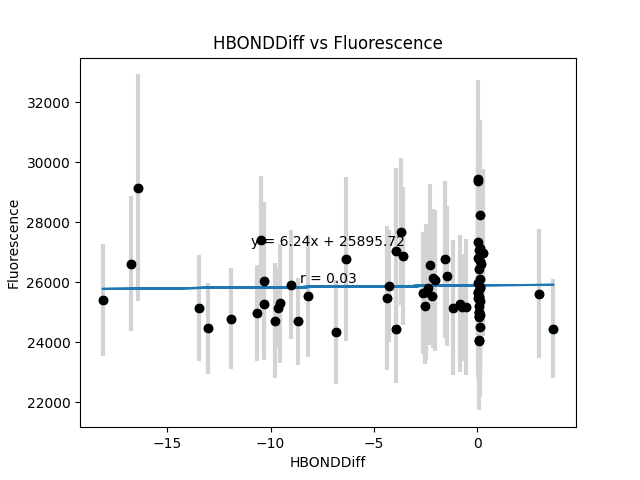 HBONDDiff vs Fluorescence
32000
30000
28000
26000
24000
22000
Fluorescence
y = 6.24x + 25895.72
r = 0.03
−15
−10
−5
0
HBONDDiff